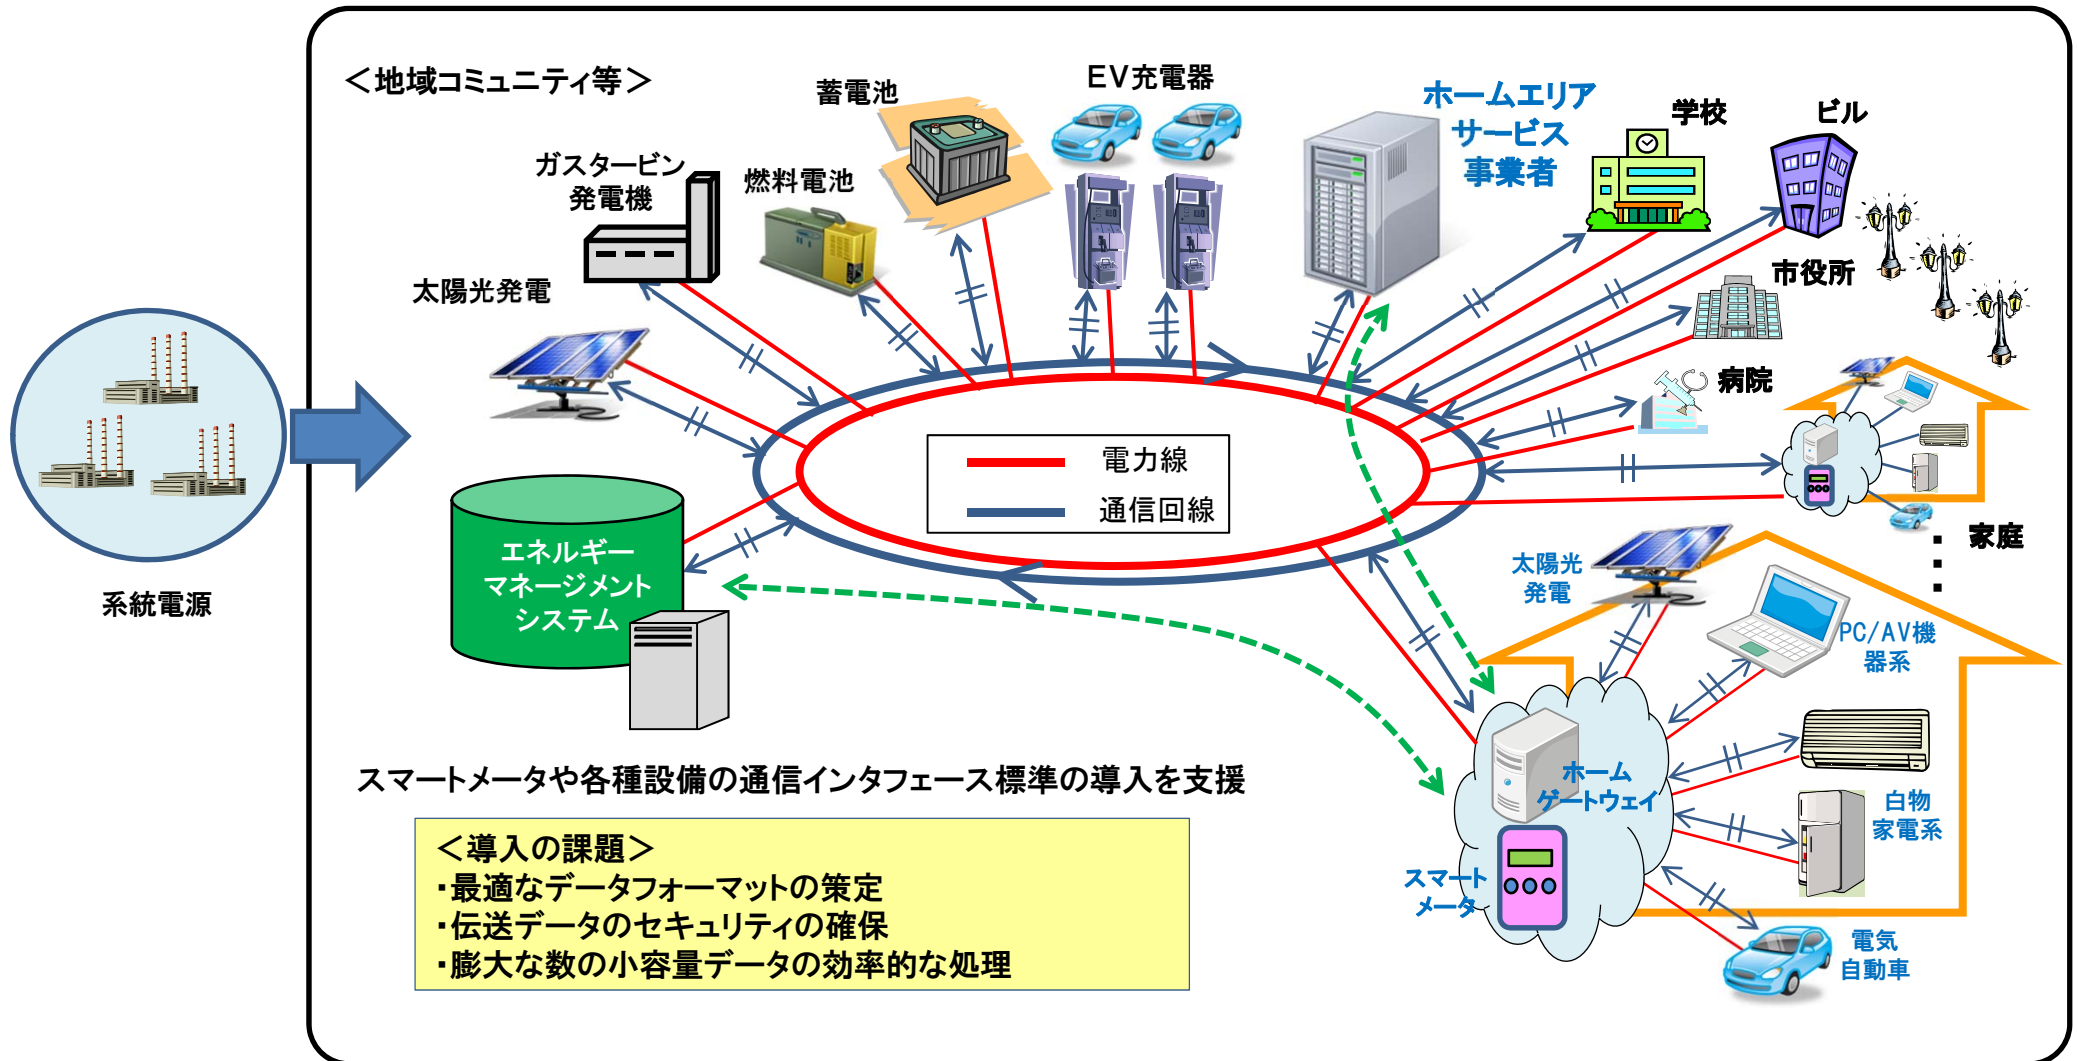 ＜地域コミュニティ等＞
蓄電池
EV充電器
ホームエリア
サービス
事業者
学校
ビル
ガスタービン
発電機
燃料電池
太陽光発電
市役所
病院
系統電源
電力線
通信回線
エネルギー
マネージメント
システム
家庭
太陽光
発電
PC/AV機
器系
ホーム
ゲートウェイ
白物
家電系
スマート
メータ
電気
自動車
スマートメータや各種設備の通信インタフェース標準の導入を支援
＜導入の課題＞
・最適なデータフォーマットの策定
・伝送データのセキュリティの確保
・膨大な数の小容量データの効率的な処理